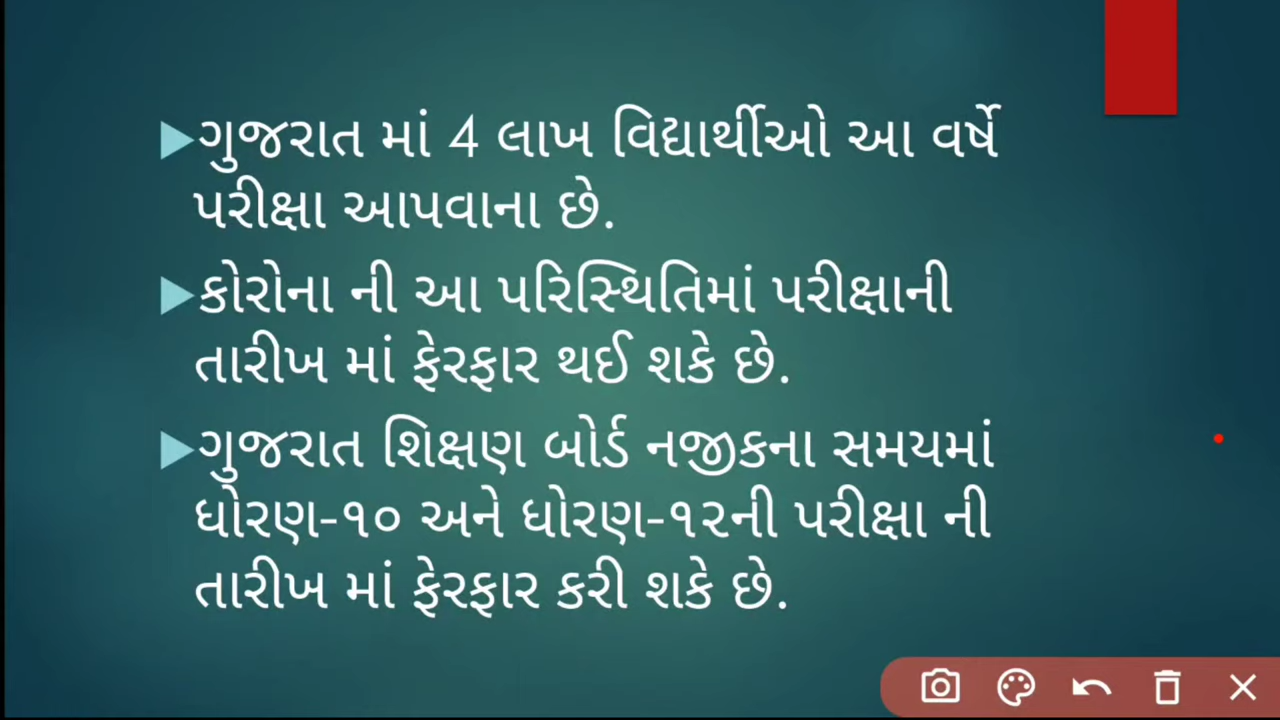 ગુજરાત માં 4 લાખ વિદ્યાર્થીઓ આ વર્ષે
પરીક્ષા આપવાના છે.
કોરોના ની આ પરિસ્થિતિમાં પરીક્ષાની
તારીખ માં ફેરફાર થઈ શકે છે.
ગુજરાત શિક્ષણ બોર્ડ નજીકના સમયમાં
ધોરણ-૧૦ અને ધોરણ-૧૨ની પરીક્ષા ની
તારીખ માં ફેરફાર કરી શકે છે.